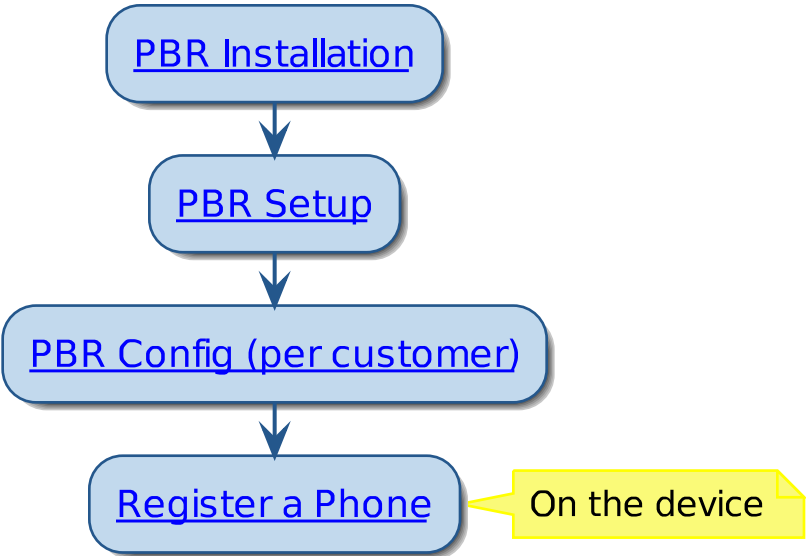 PBR Installation
PBR Setup
PBR Config (per customer)
Register a Phone
On the device